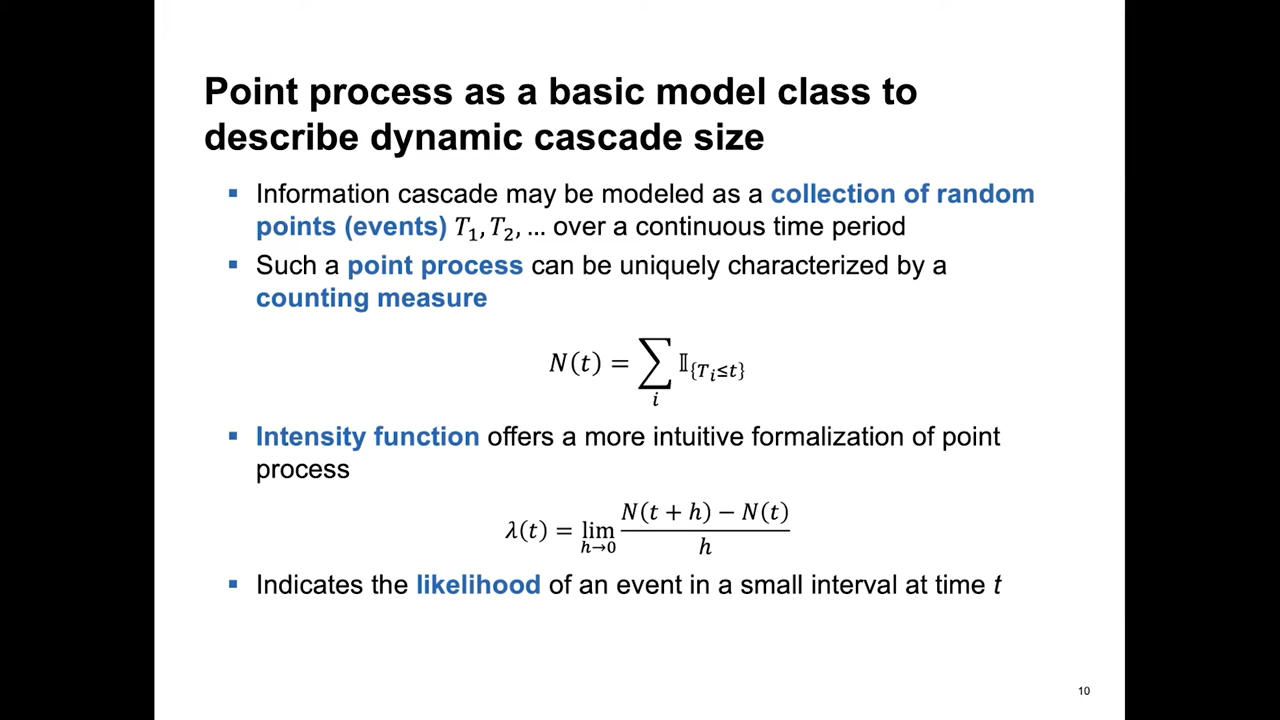 Point process as a basic model class to
describe dynamic cascade size
▪ Information cascade may be modeled as a collection of random
points (events) T₁, T₂, … over a continuous time period
▪ Such a point process can be uniquely characterized by a
counting measure
N(t) = ∑ᵢ 𝕀_{T_i≤t}
▪ Intensity function offers a more intuitive formalization of point
process
λ(t) = lim_{h→0} (N(t + h) − N(t)) / h
▪ Indicates the likelihood of an event in a small interval at time t
10